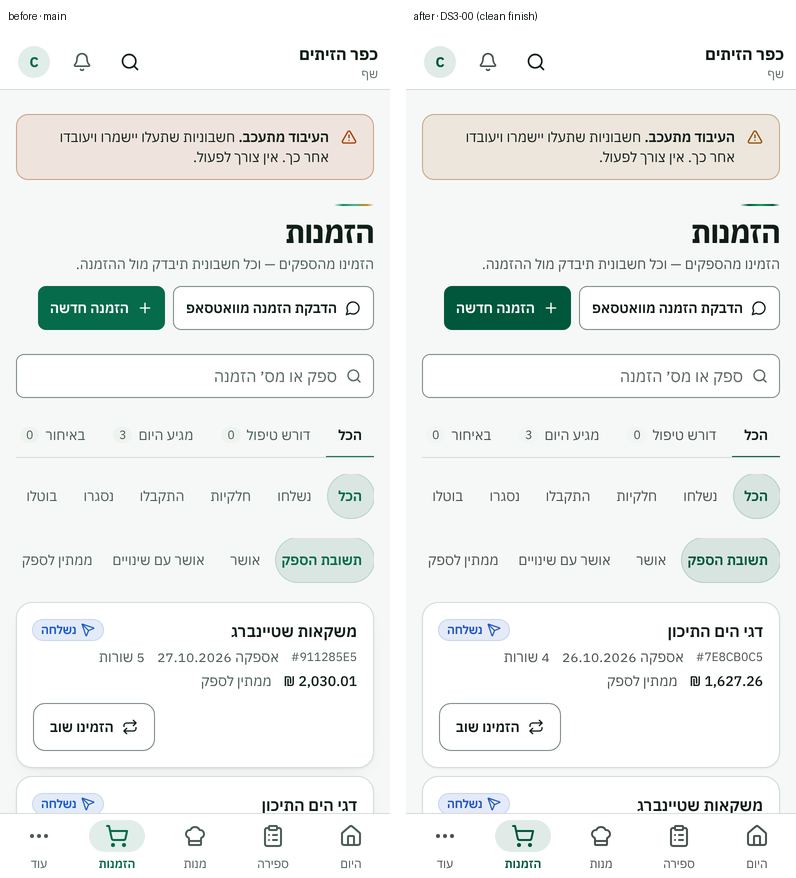 before · main
כפר הזיתים
שף
C
העיבוד מתעכב. חשבוניות שתעלו יישמרו ויעובדו
אחר כך. אין צורך לפעול.
הזמנות
הזמינו מהספקים — וכל חשבונית תיבדק מול ההזמנה.
הדבקת הזמנה מוואטסאפ
הזמנה חדשה
ספק או מס׳ הזמנה
הכל דורש טיפול 0 מגיע היום 3 באיחור 0
הכל נשלחו חלקיות התקבלו נסגרו בוטלו
תשובת הספק אושר אושר עם שינויים ממתין לספק
משקאות שטיינברג נשלחה
#911285E5 אספקה 27.10.2026 5 שורות
2,030.01 ₪ ממתין לספק
הזמינו שוב
דגי הים התיכון נשלחה
היום ספירה מנות הזמנות עוד
after · DS3-00 (clean finish)
כפר הזיתים
שף
C
העיבוד מתעכב. חשבוניות שתעלו יישמרו ויעובדו
אחר כך. אין צורך לפעול.
הזמנות
הזמינו מהספקים — וכל חשבונית תיבדק מול ההזמנה.
הדבקת הזמנה מוואטסאפ
הזמנה חדשה
ספק או מס׳ הזמנה
הכל דורש טיפול 0 מגיע היום 3 באיחור 0
הכל נשלחו חלקיות התקבלו נסגרו בוטלו
תשובת הספק אושר אושר עם שינויים ממתין לספק
דגי הים התיכון נשלחה
#7E8CB0C5 אספקה 26.10.2026 4 שורות
1,627.26 ₪ ממתין לספק
הזמינו שוב
משקאות שטיינברג נשלחה
היום ספירה מנות הזמנות עוד